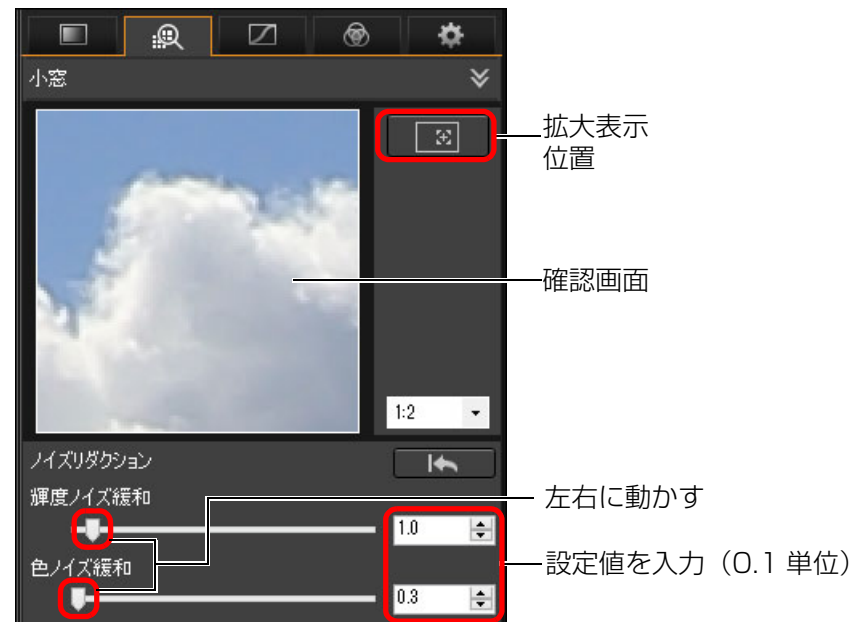 小窓
拡大表示
位置
確認画面
1:2
ノイズリダクション
輝度ノイズ緩和
左右に動かす
1.0
色ノイズ緩和
設定値を入力（0.1 単位）
0.3